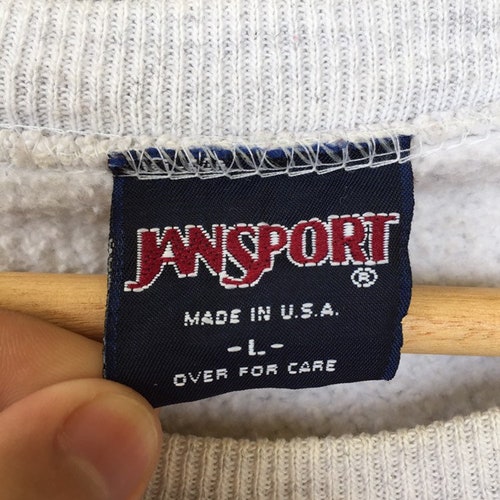 JANSPORT®
MADE IN U.S.A.
-L-
OVER FOR CARE